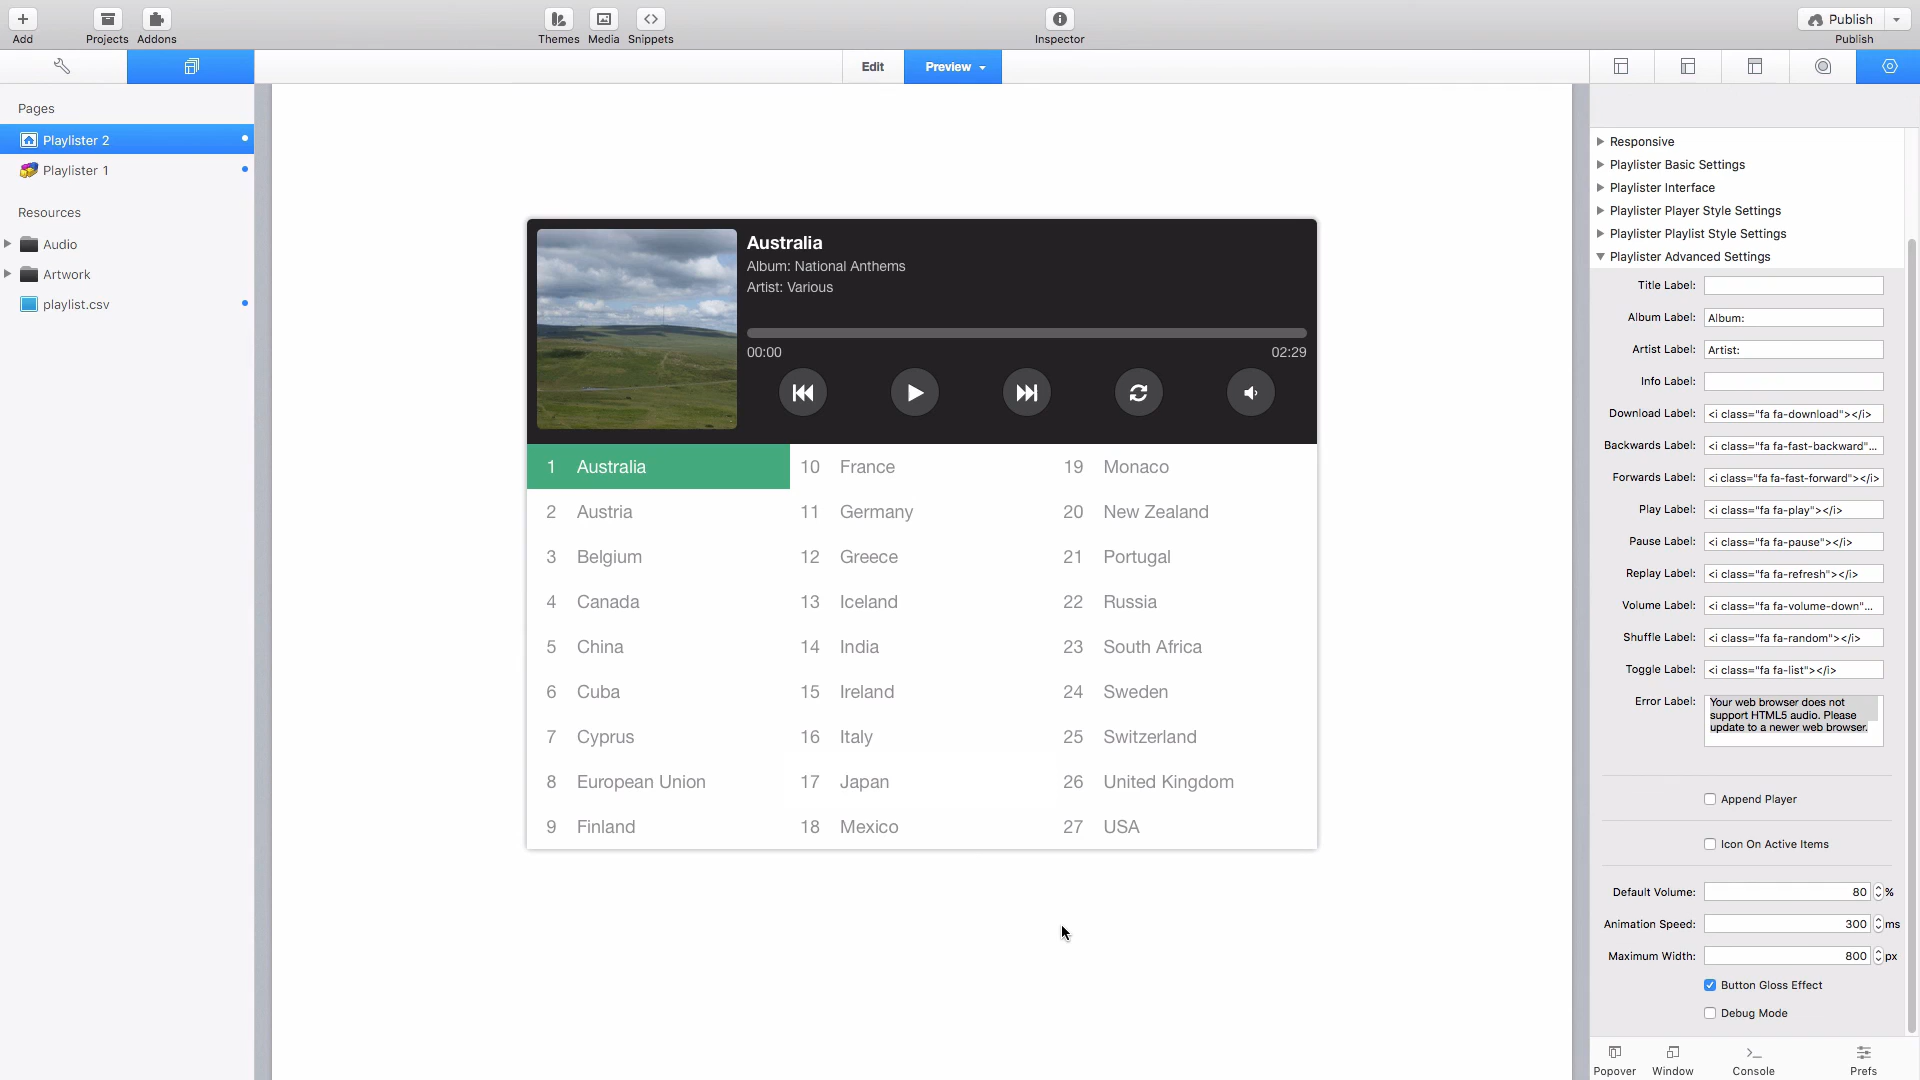 Add
Projects
Addons
Themes
Media
Snippets
Inspector
Publish
Publish
Edit
Preview
Pages
Playlister 2
Playlister 1
Resources
Audio
Artwork
playlist.csv
Australia
Album: National Anthems
Artist: Various
00:00
02:29
1 Australia
2 Austria
3 Belgium
4 Canada
5 China
6 Cuba
7 Cyprus
8 European Union
9 Finland
10 France
11 Germany
12 Greece
13 Iceland
14 India
15 Ireland
16 Italy
17 Japan
18 Mexico
19 Monaco
20 New Zealand
21 Portugal
22 Russia
23 South Africa
24 Sweden
25 Switzerland
26 United Kingdom
27 USA
Responsive
Playlister Basic Settings
Playlister Interface
Playlister Player Style Settings
Playlister Playlist Style Settings
Playlister Advanced Settings
Title Label:
Album Label: Album:
Artist Label: Artist:
Info Label:
Download Label: <i class="fa fa-download"></i>
Backwards Label: <i class="fa fa-fast-backward"...
Forwards Label: <i class="fa fa-fast-forward"></i>
Play Label: <i class="fa fa-play"></i>
Pause Label: <i class="fa fa-pause"></i>
Replay Label: <i class="fa fa-refresh"></i>
Volume Label: <i class="fa fa-volume-down"...
Shuffle Label: <i class="fa fa-random"></i>
Toggle Label: <i class="fa fa-list"></i>
Error Label: Your web browser does not
support HTML5 audio. Please
update to a newer web browser.
Append Player
Icon On Active Items
Default Volume: 80 %
Animation Speed: 300 ms
Maximum Width: 800 px
Button Gloss Effect
Debug Mode
Popover
Window
Console
Prefs